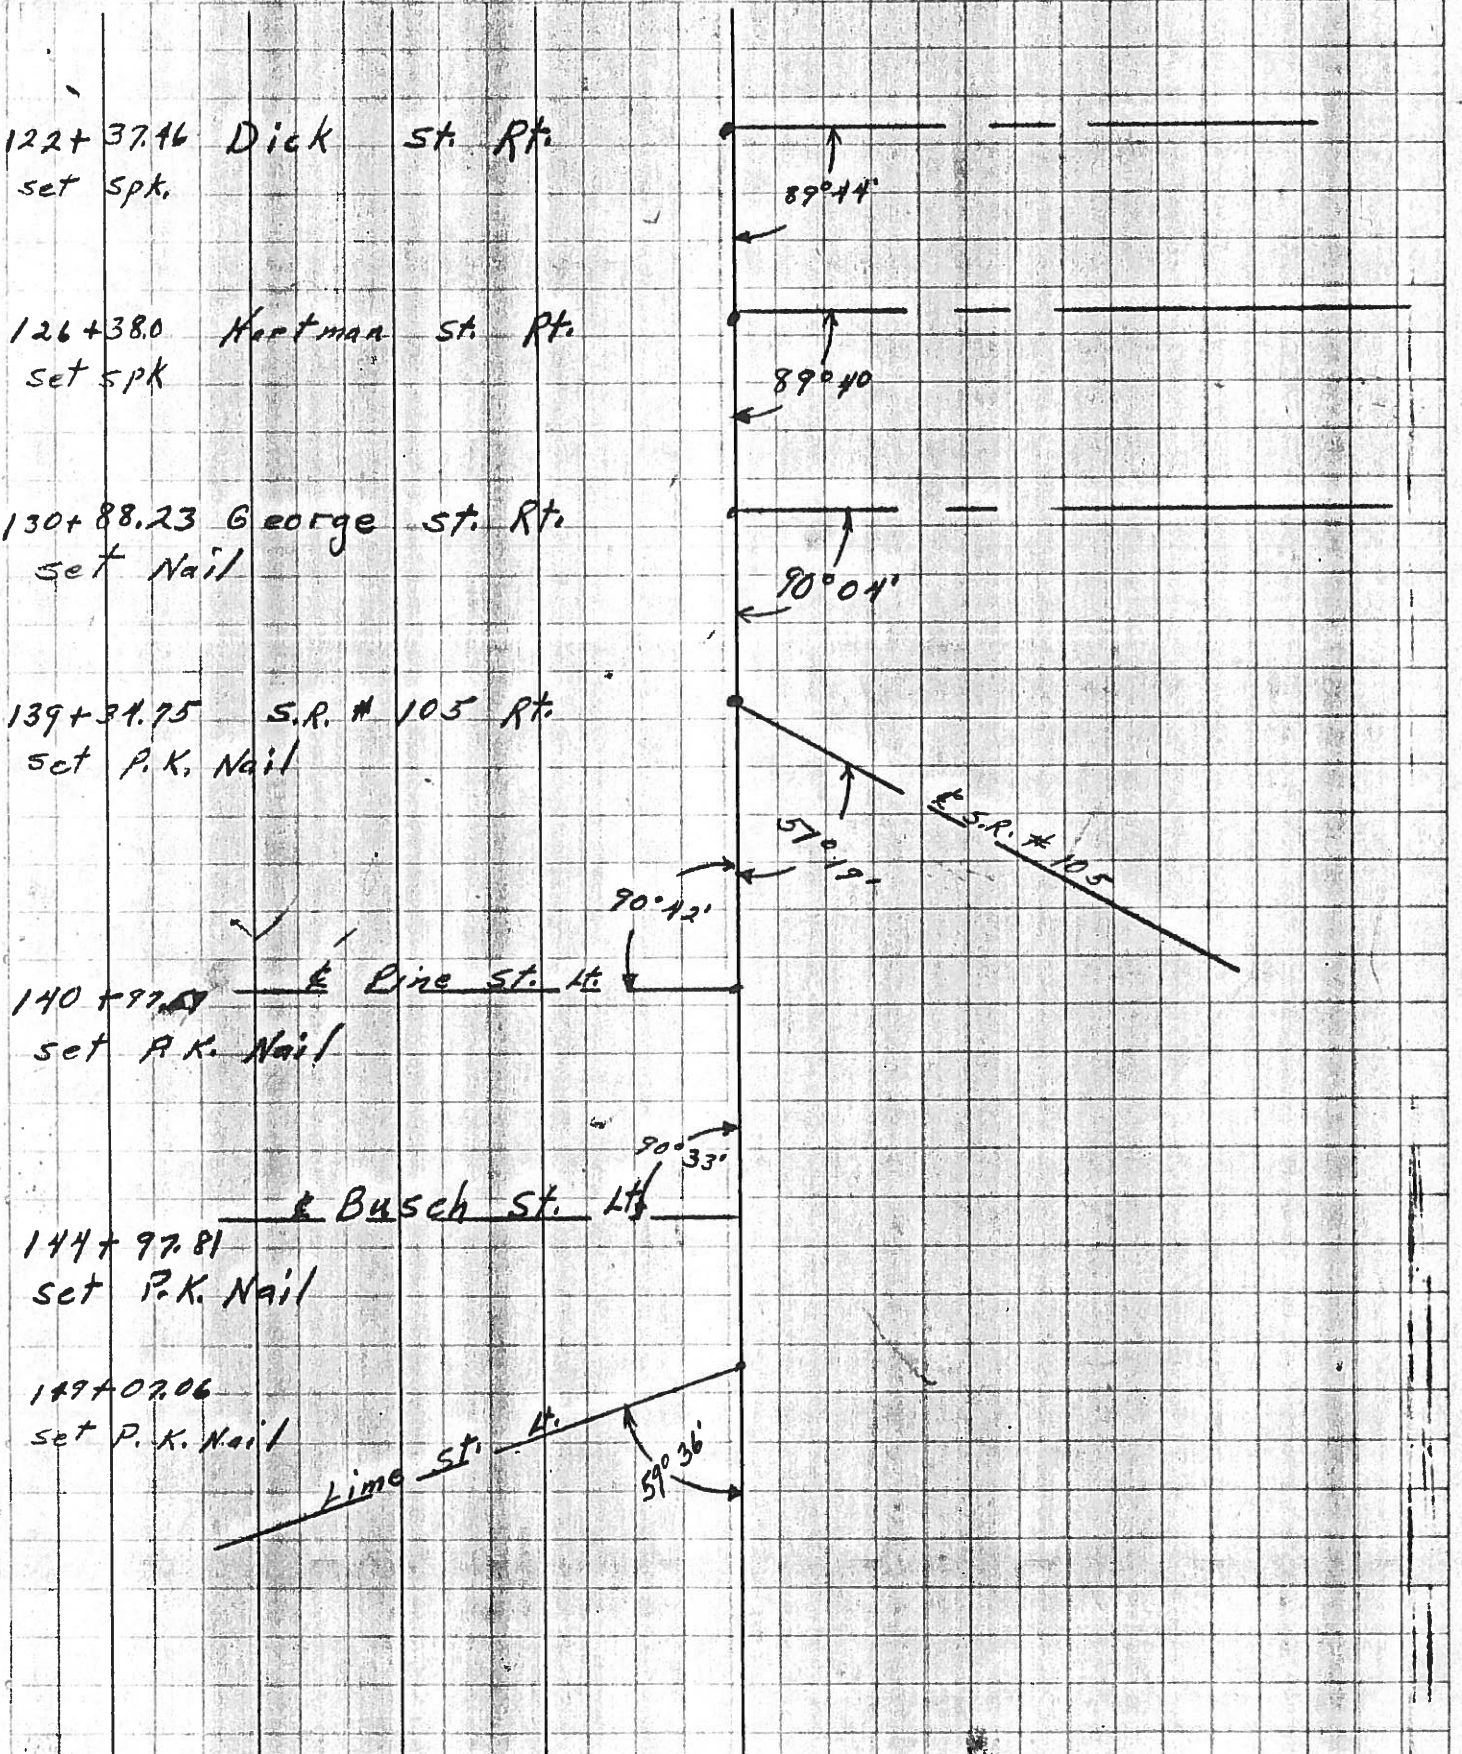 122+37.46 Dick St. Rt.
set Spk.
89°44'
126+38.0 Hartman St. Rt.
set spk
89°40
130+88.23 George St. Rt.
set Nail
90°04'
139+34.75 S.R. # 105 Rt.
set P.K. Nail
57°19'
℄ S.R. # 105
90°42'
℄ Pine St. Lt.
140+97.
set P.K. Nail
90°33'
℄ Busch St. Lt.
144+97.81
set P.K. Nail
149+07.06
set P.K. Nail
Lime St. Lt.
59°36'